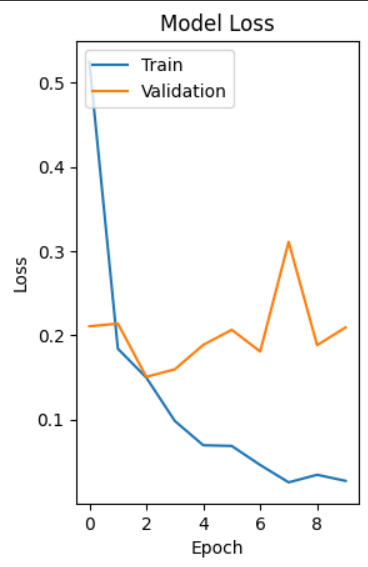 Model Loss
Train
Validation
0.5
0.4
0.3
0.2
0.1
Loss
0 2 4 6 8
Epoch